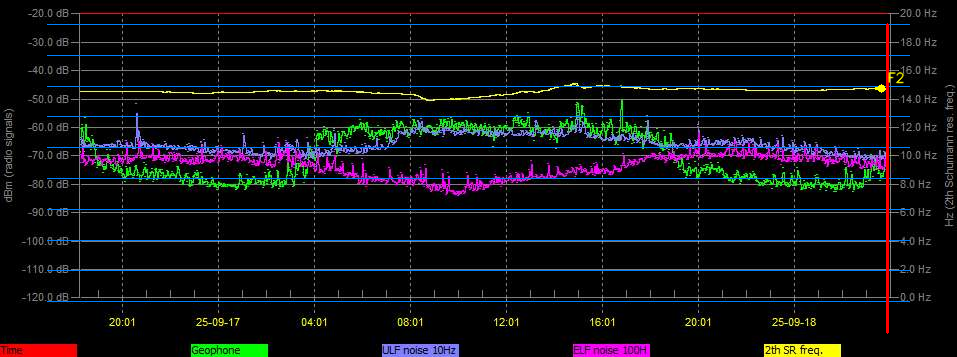 -20.0 dB 20.0 Hz
-30.0 dB 18.0 Hz
-40.0 dB 16.0 Hz
F2
-50.0 dB 14.0 Hz
-60.0 dB 12.0 Hz
-70.0 dB 10.0 Hz
-80.0 dB 8.0 Hz
-90.0 dB 6.0 Hz
-100.0 dB 4.0 Hz
-110.0 dB 2.0 Hz
-120.0 dB 0.0 Hz
dBm (radio signals)
Hz (2th Schumann res. freq.)
20:01 25-09-17 04:01 08:01 12:01 16:01 20:01 25-09-18
Time Geophone ULF noise 10Hz ELF noise 100H 2th SR freq.